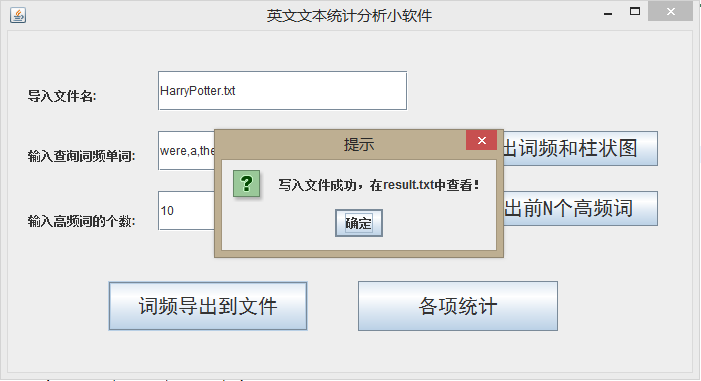 英文文本统计分析小软件
导入文件名:
HarryPotter.txt
输入查询词频单词:
were,a,the
出词频和柱状图
提示
?
写入文件成功，在result.txt中查看!
确定
输入高频词的个数:
10
出前N个高频词
词频导出到文件
各项统计